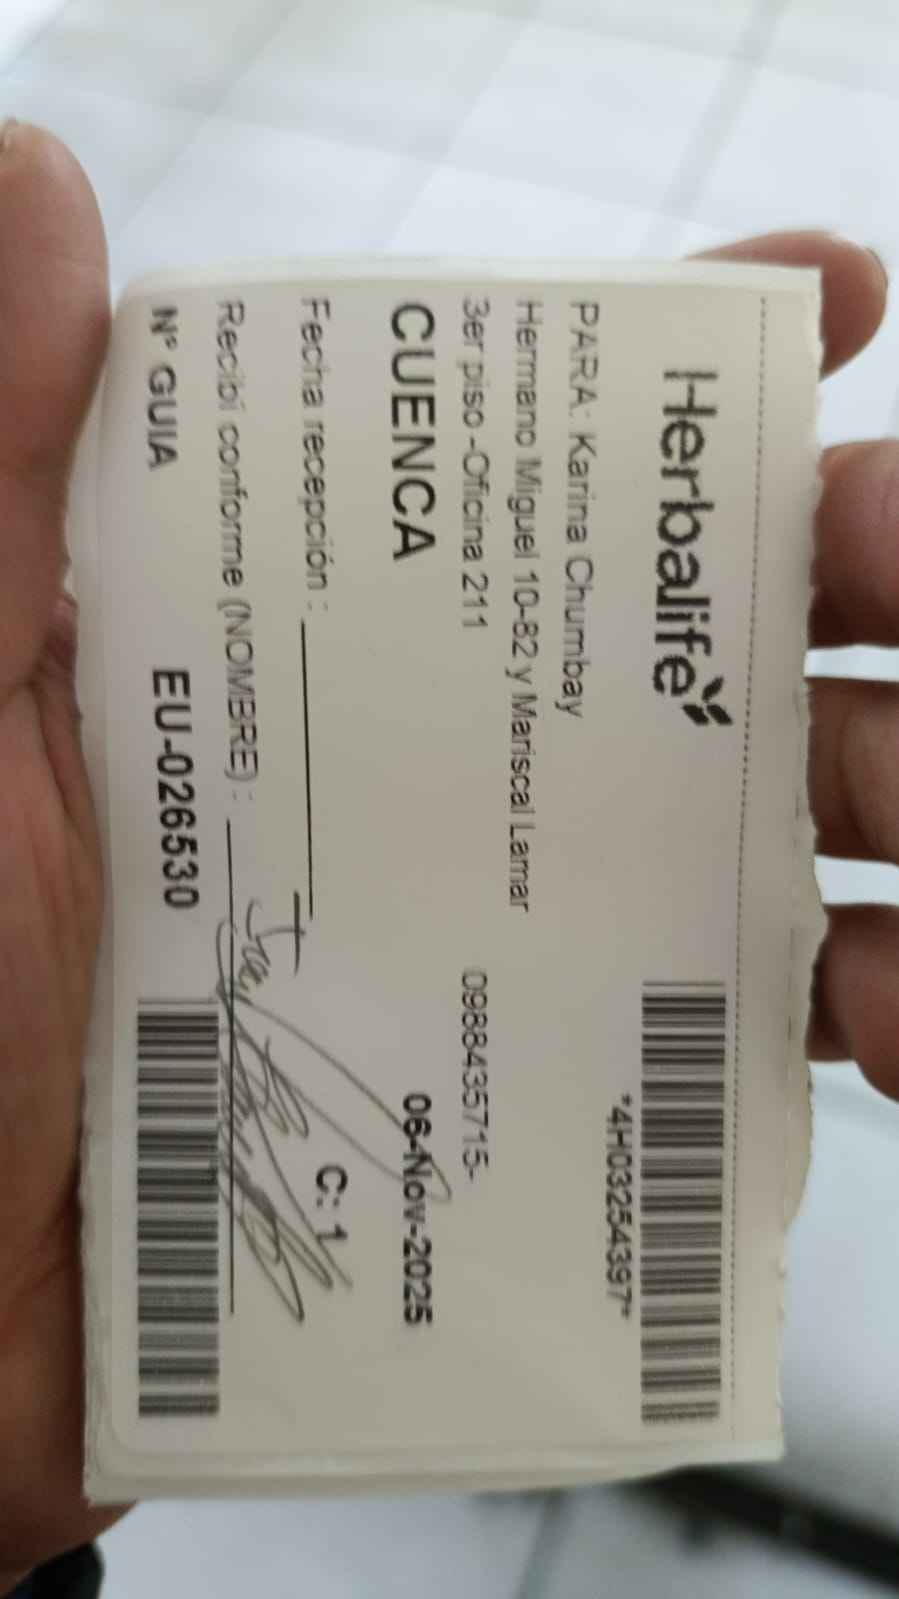 Herbalife
*4H03254397*
PARA: Karina Chumbay
Hermano Miguel 10-82 y Mariscal Lamar
3er piso -Oficina 211 0988435715-
CUENCA 06-Nov-2025
Fecha recepción : C: 1
Recibí conforme (NOMBRE) :
N° GUIA EU-026530